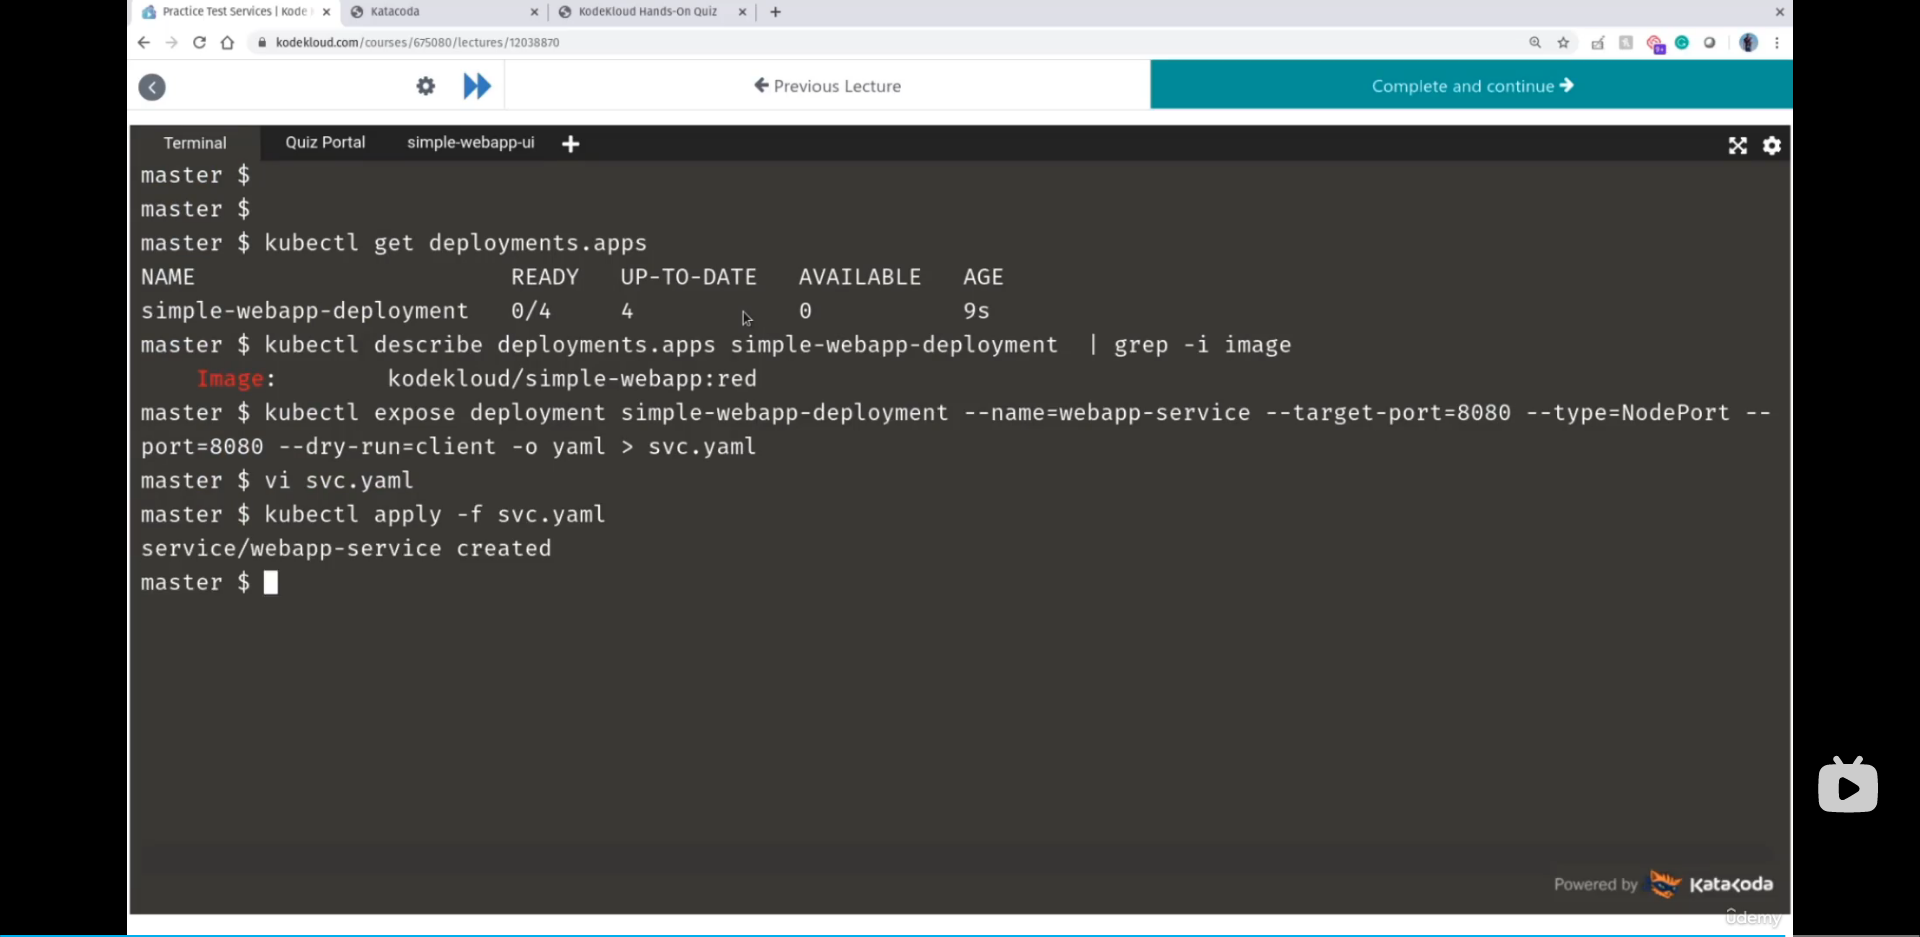 Practice Test Services | Kode
Katacoda
KodeKloud Hands-On Quiz
kodekloud.com/courses/675080/lectures/12038870
Previous Lecture
Complete and continue
Terminal
Quiz Portal
simple-webapp-ui
master $
master $
master $ kubectl get deployments.apps
NAME READY UP-TO-DATE AVAILABLE AGE
simple-webapp-deployment 0/4 4 0 9s
master $ kubectl describe deployments.apps simple-webapp-deployment | grep -i image
Image: kodekloud/simple-webapp:red
master $ kubectl expose deployment simple-webapp-deployment --name=webapp-service --target-port=8080 --type=NodePort --
port=8080 --dry-run=client -o yaml > svc.yaml
master $ vi svc.yaml
master $ kubectl apply -f svc.yaml
service/webapp-service created
master $
Powered by Katacoda
Udemy